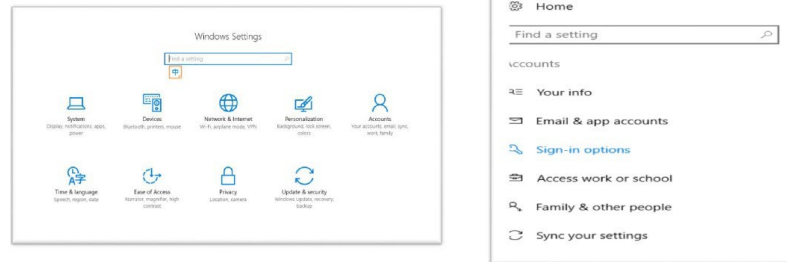 Windows Settings
Find a setting
中
System
Display, notifications, apps,
power
Devices
Bluetooth, printers, mouse
Network & Internet
Wi-Fi, airplane mode, VPN
Personalization
Background, lock screen,
colors
Accounts
Your accounts, email, sync,
work, family
Time & language
Speech, region, date
Ease of Access
Narrator, magnifier, high
contrast
Privacy
Location, camera
Update & security
Windows Update, recovery,
backup
Home
Find a setting
Accounts
Your info
Email & app accounts
Sign-in options
Access work or school
Family & other people
Sync your settings